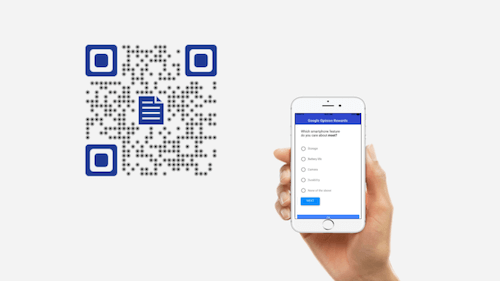 Google Opinion Rewards
Which smartphone feature
do you care about most?
Storage
Battery life
Camera
Durability
None of the above
NEXT